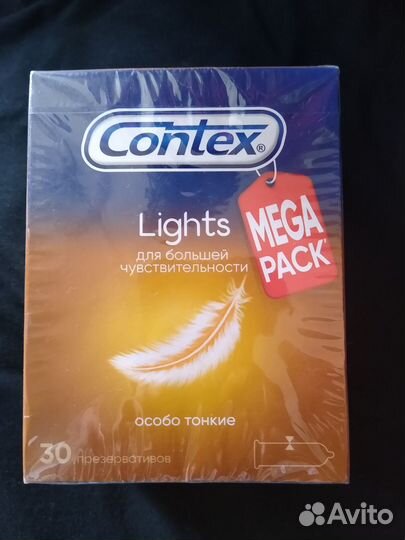 Contex®
Lights
для большей
чувствительности
MEGA
PACK
особо тонкие
30 презервативов
Avito